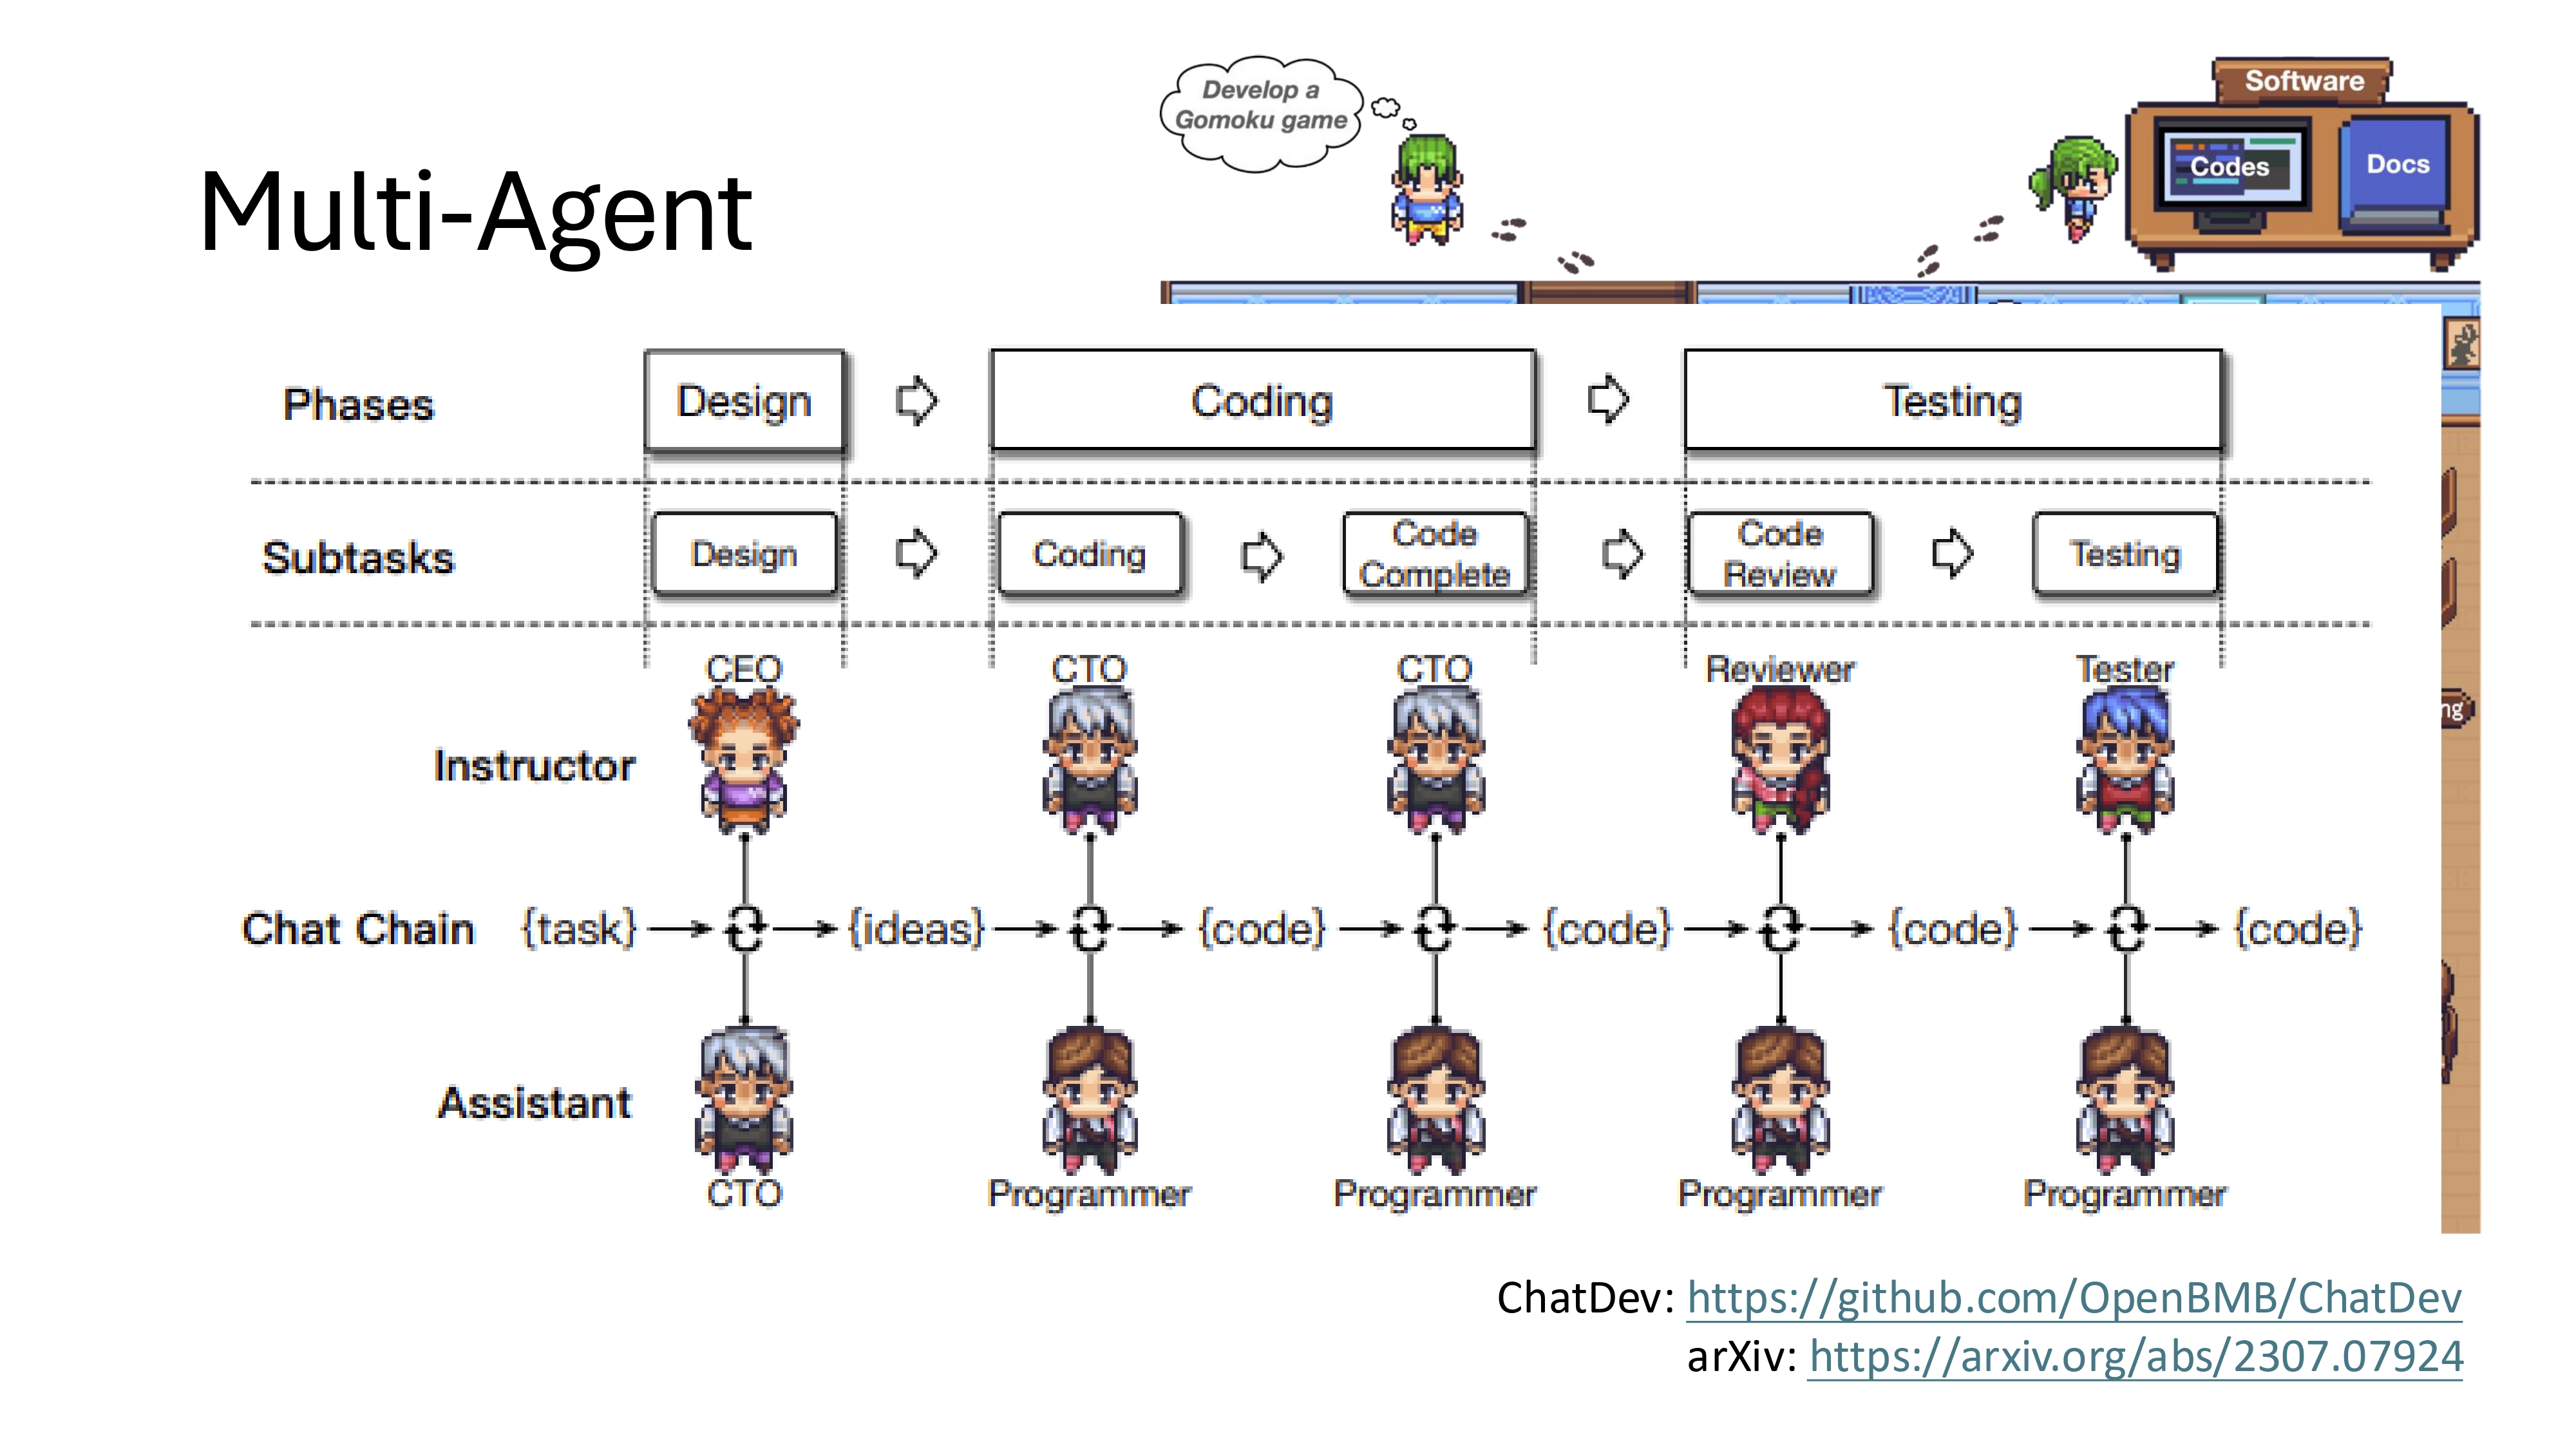 Develop a
Gomoku game
Software
Codes
Docs
Multi-Agent
Phases
Design
Coding
Testing
Subtasks
Design
Coding
Code
Complete
Code
Review
Testing
CEO
CTO
CTO
Reviewer
Tester
ng
Instructor
Chat Chain {task} {ideas} {code} {code} {code} {code}
Assistant
CTO
Programmer
Programmer
Programmer
Programmer
ChatDev: https://github.com/OpenBMB/ChatDev
arXiv: https://arxiv.org/abs/2307.07924